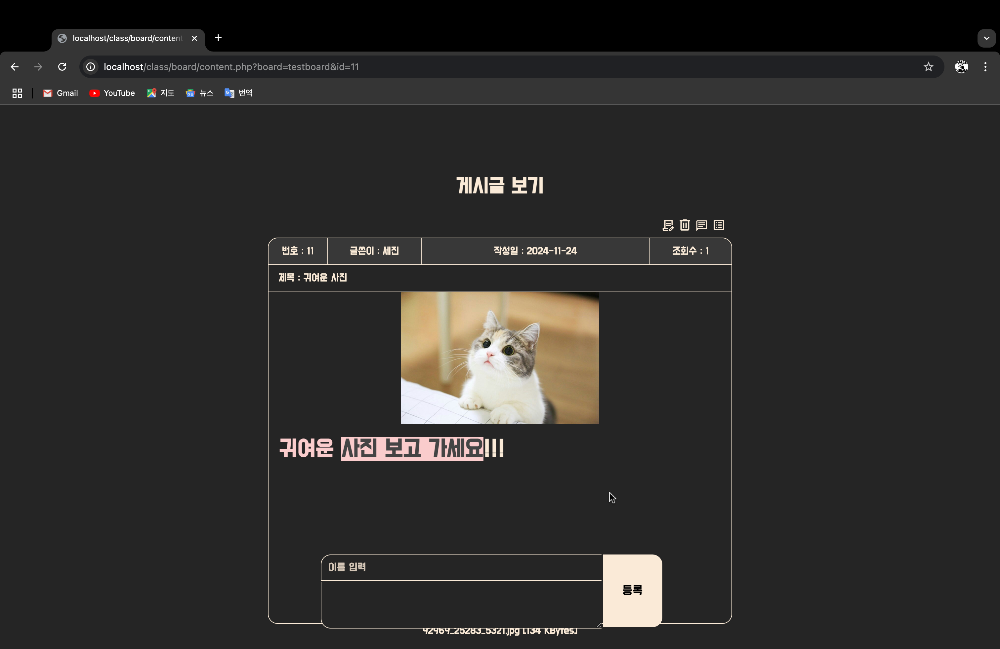 localhost/class/board/content
localhost/class/board/content.php?board=testboard&id=11
Gmail YouTube 지도 뉴스 번역
게시글 보기
번호 : 11 글쓴이 : 세진 작성일 : 2024-11-24 조회수 : 1
제목 : 귀여운 사진
귀여운 사진 보고 가세요!!!
이름 입력
등록
92969_25283_5321.jpg [134 KBytes]